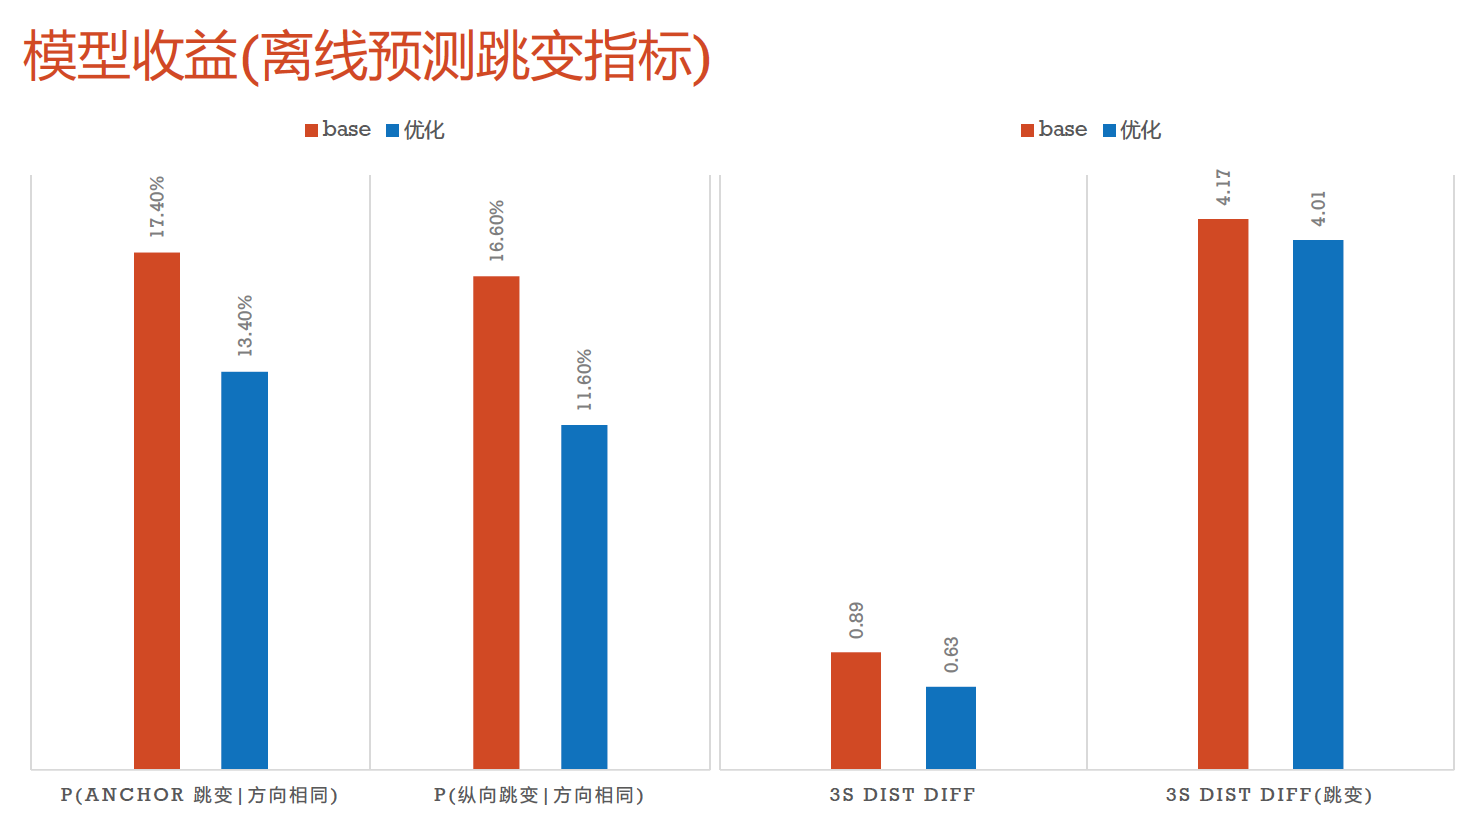 模型收益(离线预测跳变指标)
base 优化
17.40%
13.40%
16.60%
11.60%
P(ANCHOR 跳变|方向相同)
P(纵向跳变|方向相同)
base 优化
0.89
0.63
4.17
4.01
3S DIST DIFF
3S DIST DIFF(跳变)